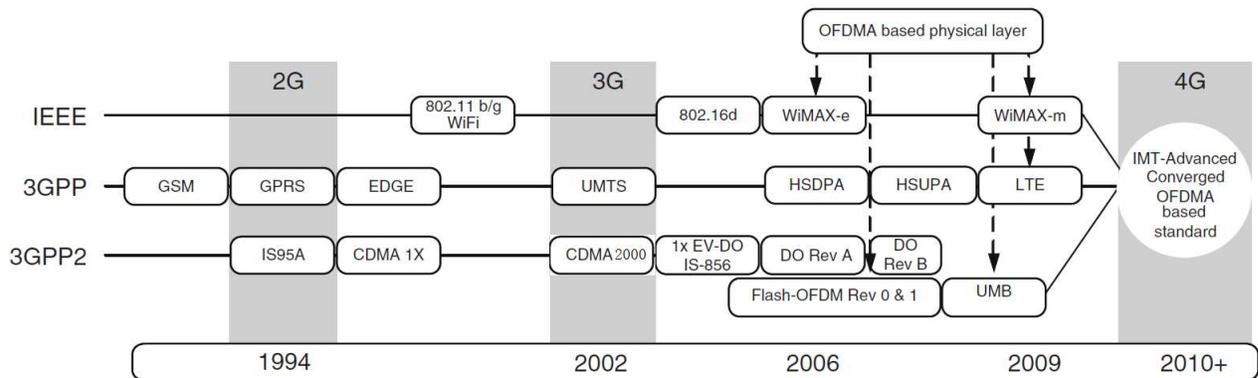 OFDMA based physical layer
2G
3G
4G
IEEE
802.11 b/g
WiFi
802.16d
WiMAX-e
WiMAX-m
3GPP
GSM
GPRS
EDGE
UMTS
HSDPA
HSUPA
LTE
IMT-Advanced
Converged
OFDMA
based
standard
3GPP2
IS95A
CDMA 1X
CDMA2000
1x EV-DO
IS-856
DO Rev A
DO
Rev B
Flash-OFDM Rev 0 & 1
UMB
1994
2002
2006
2009
2010+